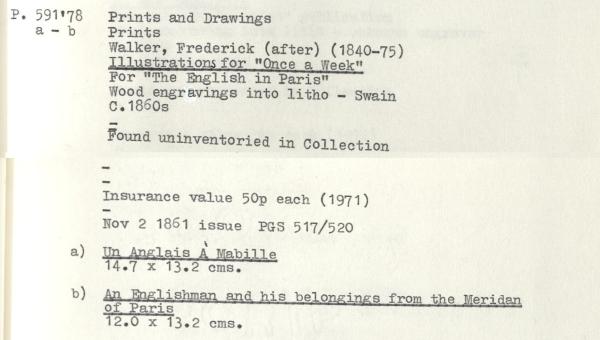 P. 591'78 Prints and Drawings
a - b Prints
Walker, Frederick (after) (1840-75)
Illustrations for "Once a Week"
For "The English in Paris"
Wood engravings into litho - Swain
C.1860s
-
Found uninventoried in Collection
-
-
Insurance value 50p each (1971)
-
Nov 2 1861 issue PGS 517/520
a) Un Anglais À Mabille
14.7 x 13.2 cms.
b) An Englishman and his belongings from the Meridan
of Paris
12.0 x 13.2 cms.